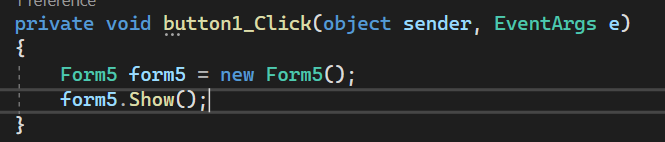 1 reference
private void button1_Click(object sender, EventArgs e)
{
Form5 form5 = new Form5();
form5.Show();
}